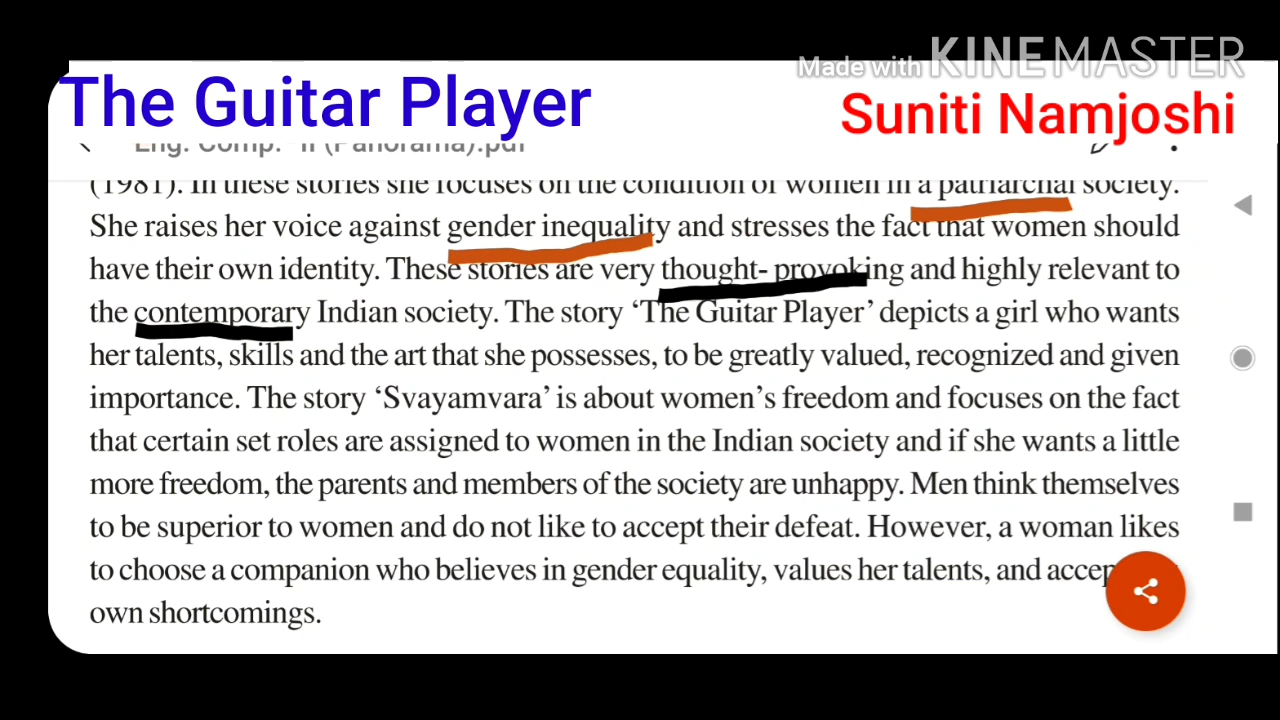 Made with KINEMASTER
The Guitar Player
Suniti Namjoshi
Eng. Comp. -II (Panorama).pdf
(1981). In these stories she focuses on the condition of women in a patriarchal society.
She raises her voice against gender inequality and stresses the fact that women should
have their own identity. These stories are very thought- provoking and highly relevant to
the contemporary Indian society. The story ‘The Guitar Player’ depicts a girl who wants
her talents, skills and the art that she possesses, to be greatly valued, recognized and given
importance. The story ‘Svayamvara’ is about women’s freedom and focuses on the fact
that certain set roles are assigned to women in the Indian society and if she wants a little
more freedom, the parents and members of the society are unhappy. Men think themselves
to be superior to women and do not like to accept their defeat. However, a woman likes
to choose a companion who believes in gender equality, values her talents, and
own shortcomings.